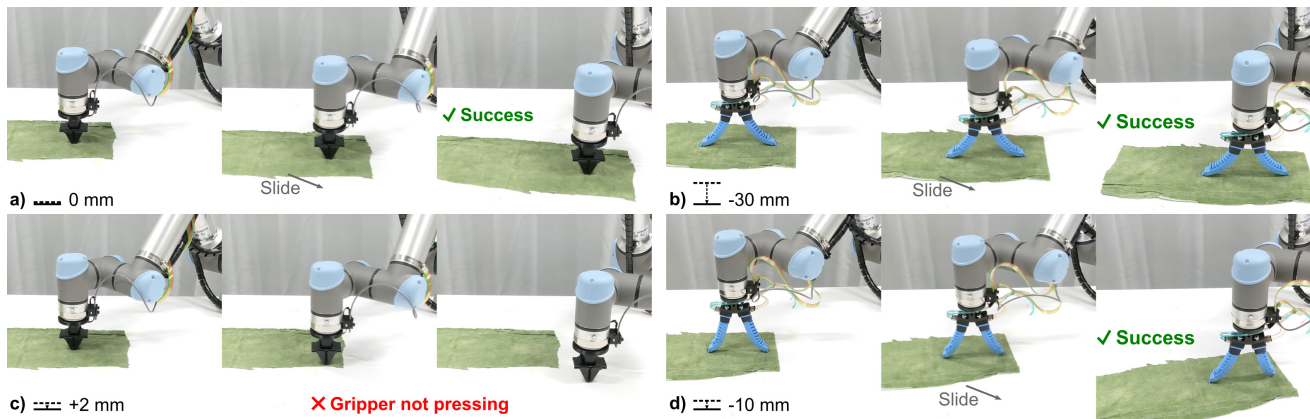 ✓ Success
Slide
a) 0 mm
✓ Success
Slide
b) -30 mm
c) +2 mm
✕ Gripper not pressing
✓ Success
Slide
d) -10 mm